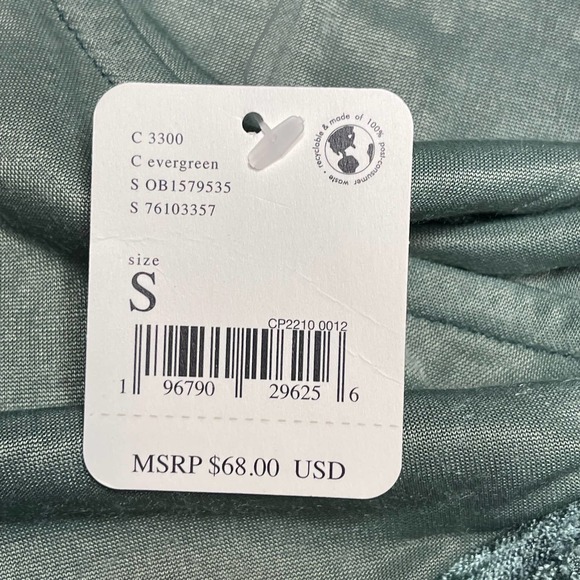 C 3300
C evergreen
S OB1579535
S 76103357
recyclable & made of 100% post-consumer waste •
size
S
CP2210 0012
1 96790 29625 6
MSRP $68.00 USD